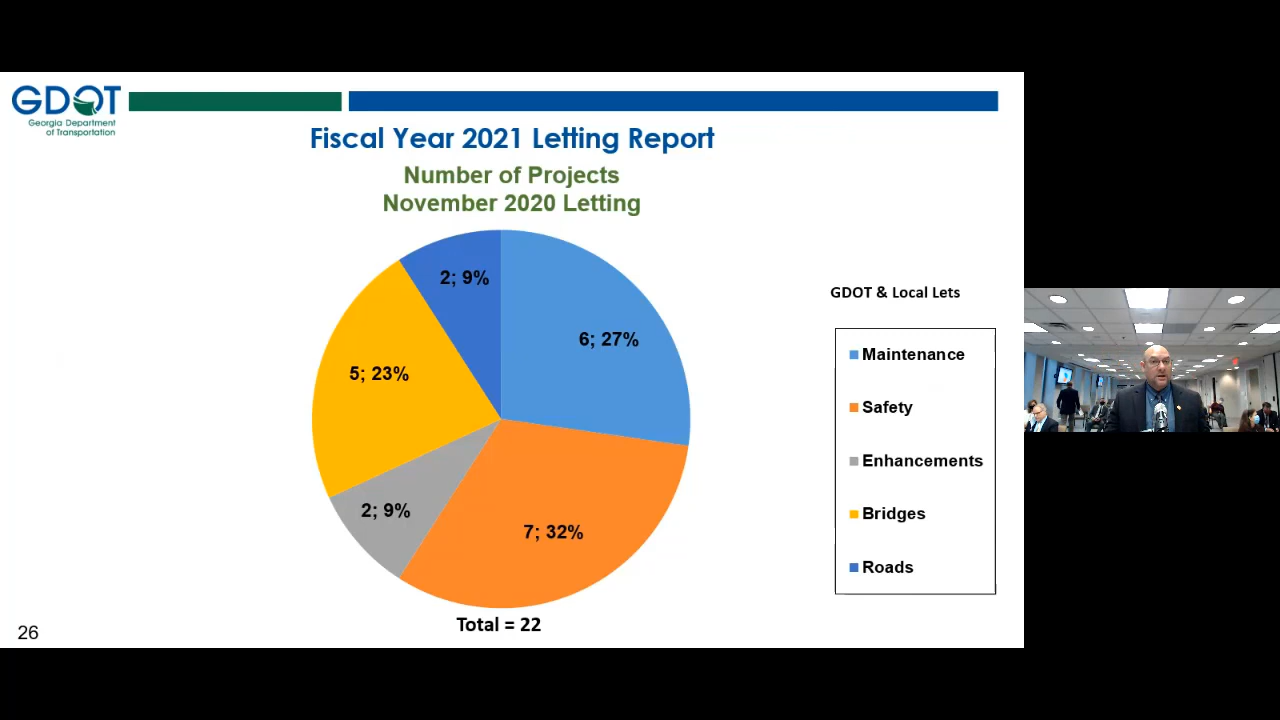 GDOT
Georgia Department
of Transportation
Fiscal Year 2021 Letting Report
Number of Projects
November 2020 Letting
2; 9%
6; 27%
5; 23%
2; 9%
7; 32%
Total = 22
GDOT & Local Lets
Maintenance
Safety
Enhancements
Bridges
Roads
26